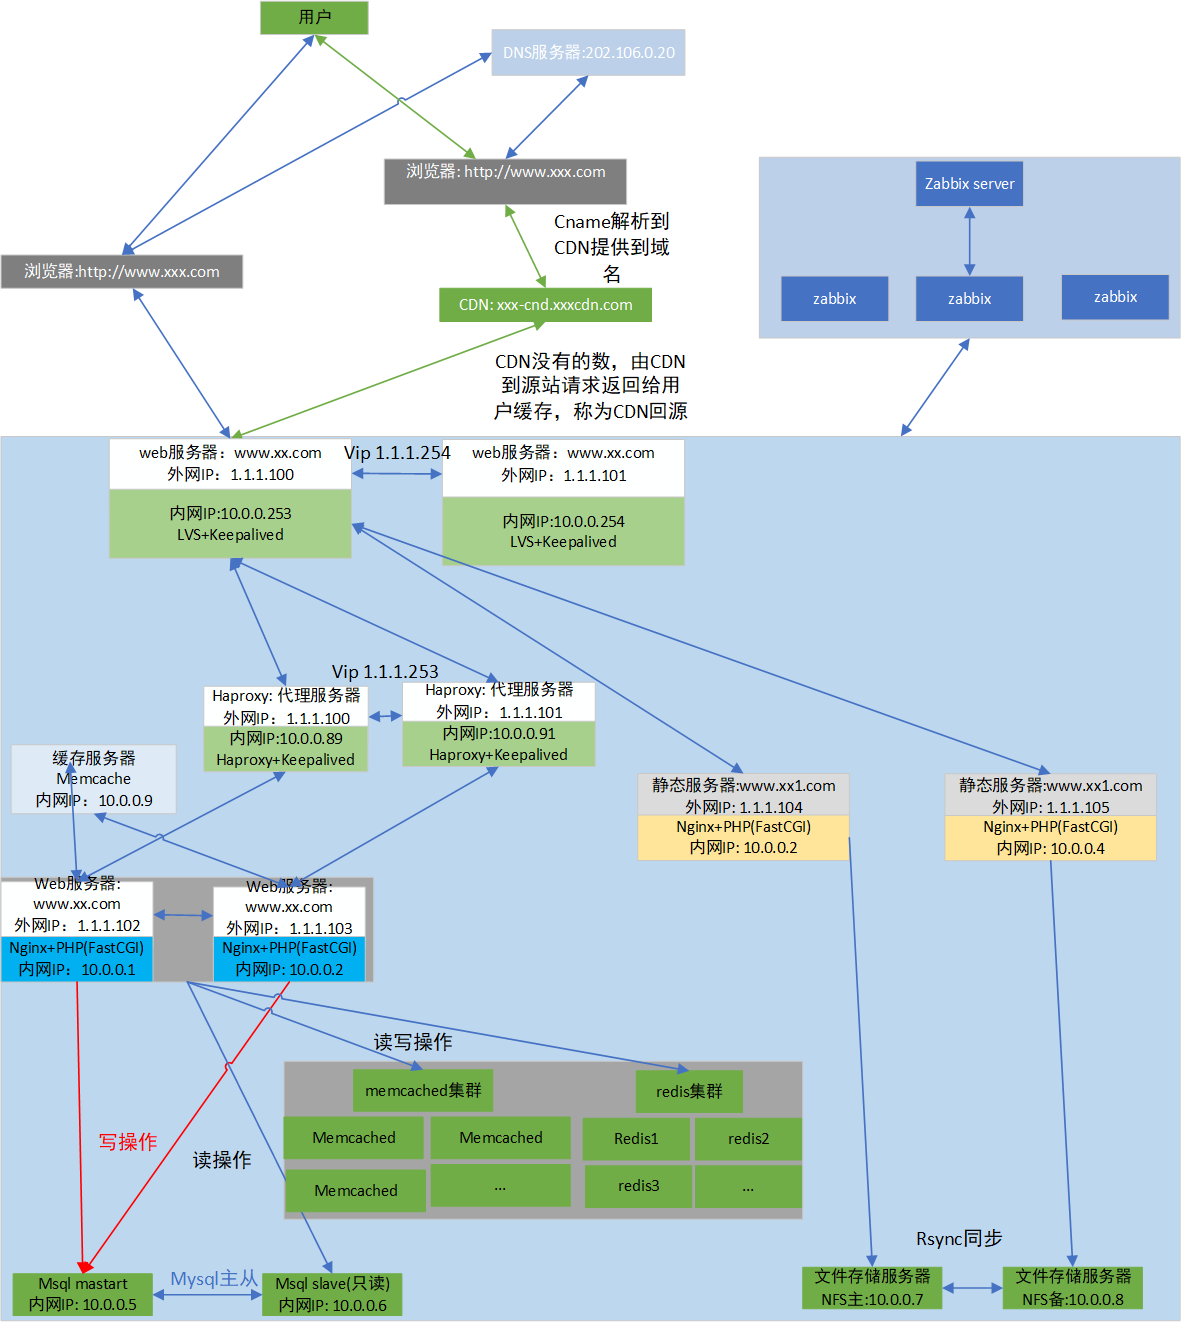 用户
DNS服务器:202.106.0.20
浏览器: http://www.xxx.com
Cname解析到
CDN提供到域
名
浏览器:http://www.xxx.com
CDN: xxx-cnd.xxxcdn.com
Zabbix server
zabbix
zabbix
zabbix
CDN没有的数，由CDN
到源站请求返回给用
户缓存，称为CDN回源
web服务器：www.xx.com
外网IP：1.1.1.100
内网IP:10.0.0.253
LVS+Keepalived
Vip 1.1.1.254
web服务器：www.xx.com
外网IP：1.1.1.101
内网IP:10.0.0.254
LVS+Keepalived
Vip 1.1.1.253
Haproxy: 代理服务器
外网IP：1.1.1.100
内网IP:10.0.0.89
Haproxy+Keepalived
Haproxy: 代理服务器
外网IP：1.1.1.101
内网IP:10.0.0.91
Haproxy+Keepalived
缓存服务器
Memcache
内网IP：10.0.0.9
静态服务器:www.xx1.com
外网IP：1.1.1.104
Nginx+PHP(FastCGI)
内网IP: 10.0.0.2
静态服务器:www.xx1.com
外网IP：1.1.1.105
Nginx+PHP(FastCGI)
内网IP: 10.0.0.4
Web服务器:
www.xx.com
外网IP：1.1.1.102
Nginx+PHP(FastCGI)
内网IP：10.0.0.1
Web服务器:
www.xx.com
外网IP：1.1.1.103
Nginx+PHP(FastCGI)
内网IP: 10.0.0.2
读写操作
memcached集群
redis集群
Memcached
Memcached
Redis1
redis2
Memcached
...
redis3
...
写操作
读操作
Rsync同步
Msql mastart
内网IP: 10.0.0.5
Mysql主从
Msql slave(只读)
内网IP: 10.0.0.6
文件存储服务器
NFS主:10.0.0.7
文件存储服务器
NFS备:10.0.0.8